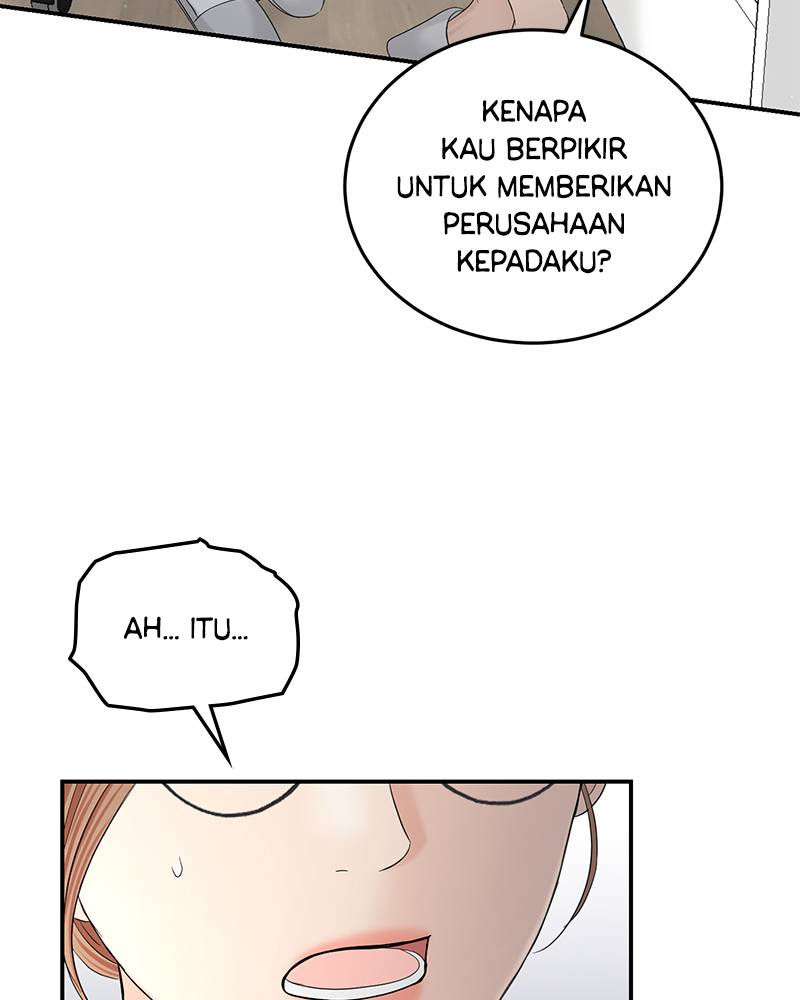 KENAPA
KAU BERPIKIR
UNTUK MEMBERIKAN
PERUSAHAAN
KEPADAKU?
AH... ITU...